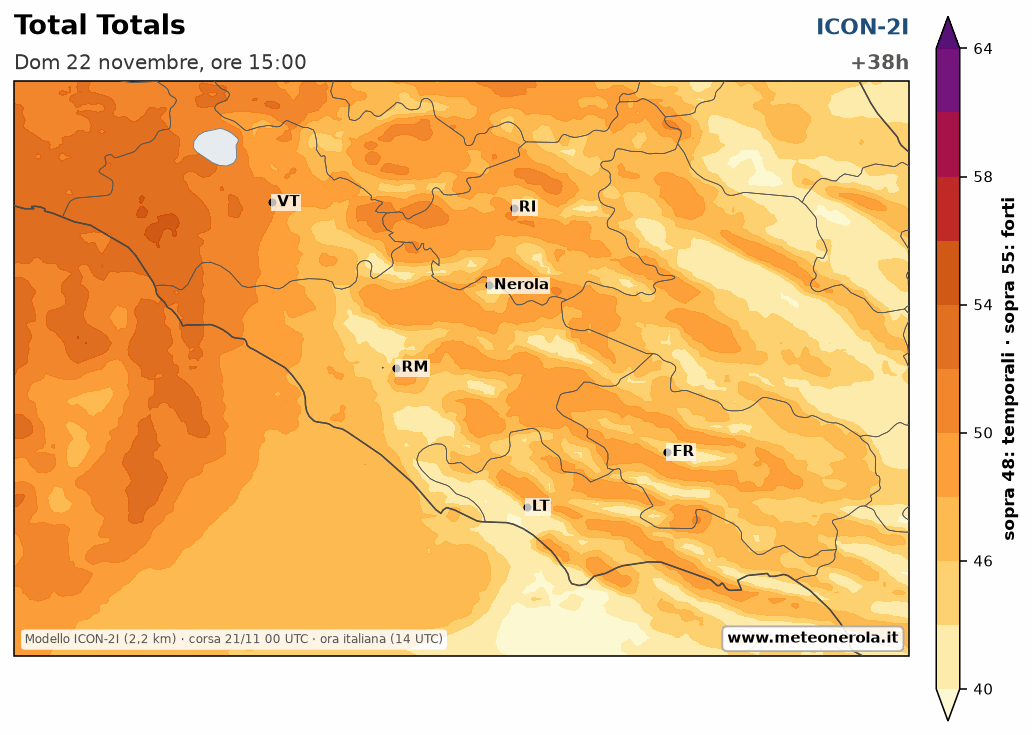 Total Totals
ICON-2I
Dom 22 novembre, ore 15:00
+38h
VT
RI
Nerola
RM
FR
LT
Modello ICON-2I (2,2 km) · corsa 21/11 00 UTC · ora italiana (14 UTC)
www.meteonerola.it
64
58
54
50
46
40
sopra 48: temporali · sopra 55: forti